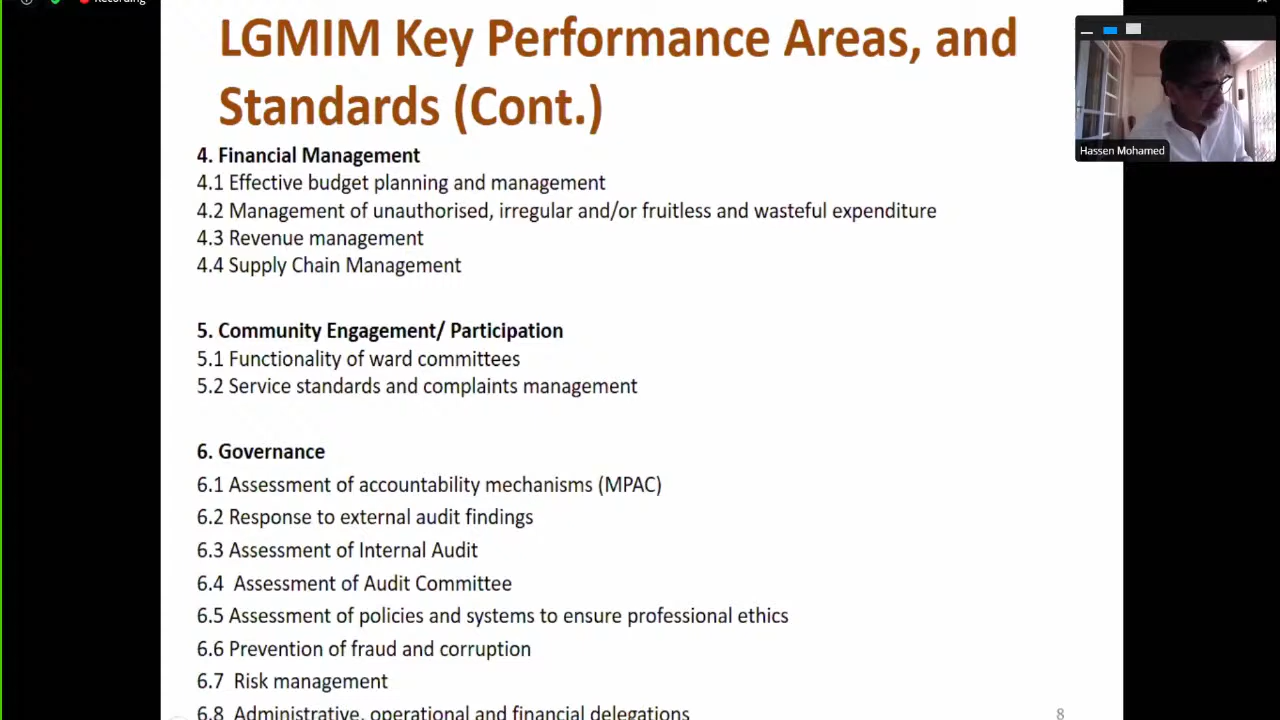 Recording
LGMIM Key Performance Areas, and
Standards (Cont.)
Hassen Mohamed
4. Financial Management
4.1 Effective budget planning and management
4.2 Management of unauthorised, irregular and/or fruitless and wasteful expenditure
4.3 Revenue management
4.4 Supply Chain Management
5. Community Engagement/ Participation
5.1 Functionality of ward committees
5.2 Service standards and complaints management
6. Governance
6.1 Assessment of accountability mechanisms (MPAC)
6.2 Response to external audit findings
6.3 Assessment of Internal Audit
6.4 Assessment of Audit Committee
6.5 Assessment of policies and systems to ensure professional ethics
6.6 Prevention of fraud and corruption
6.7 Risk management
6.8 Administrative, operational and financial delegations
8